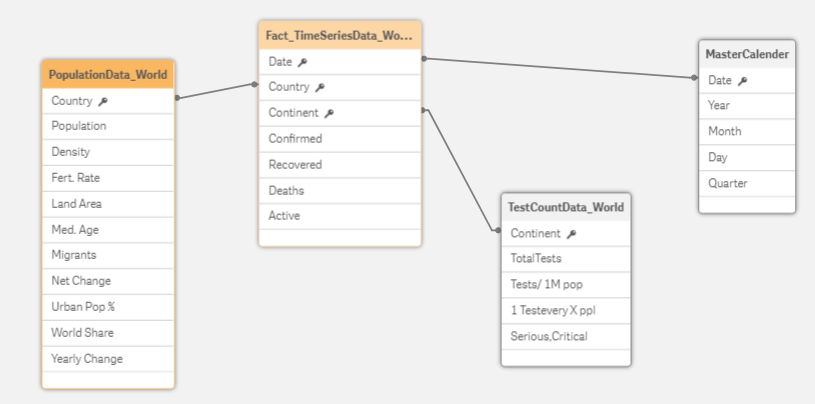 PopulationData_World
Country
Population
Density
Fert. Rate
Land Area
Med. Age
Migrants
Net Change
Urban Pop %
World Share
Yearly Change
Fact_TimeSeriesData_Wo...
Date
Country
Continent
Confirmed
Recovered
Deaths
Active
TestCountData_World
Continent
TotalTests
Tests/ 1M pop
1 Testevery X ppl
Serious,Critical
MasterCalender
Date
Year
Month
Day
Quarter